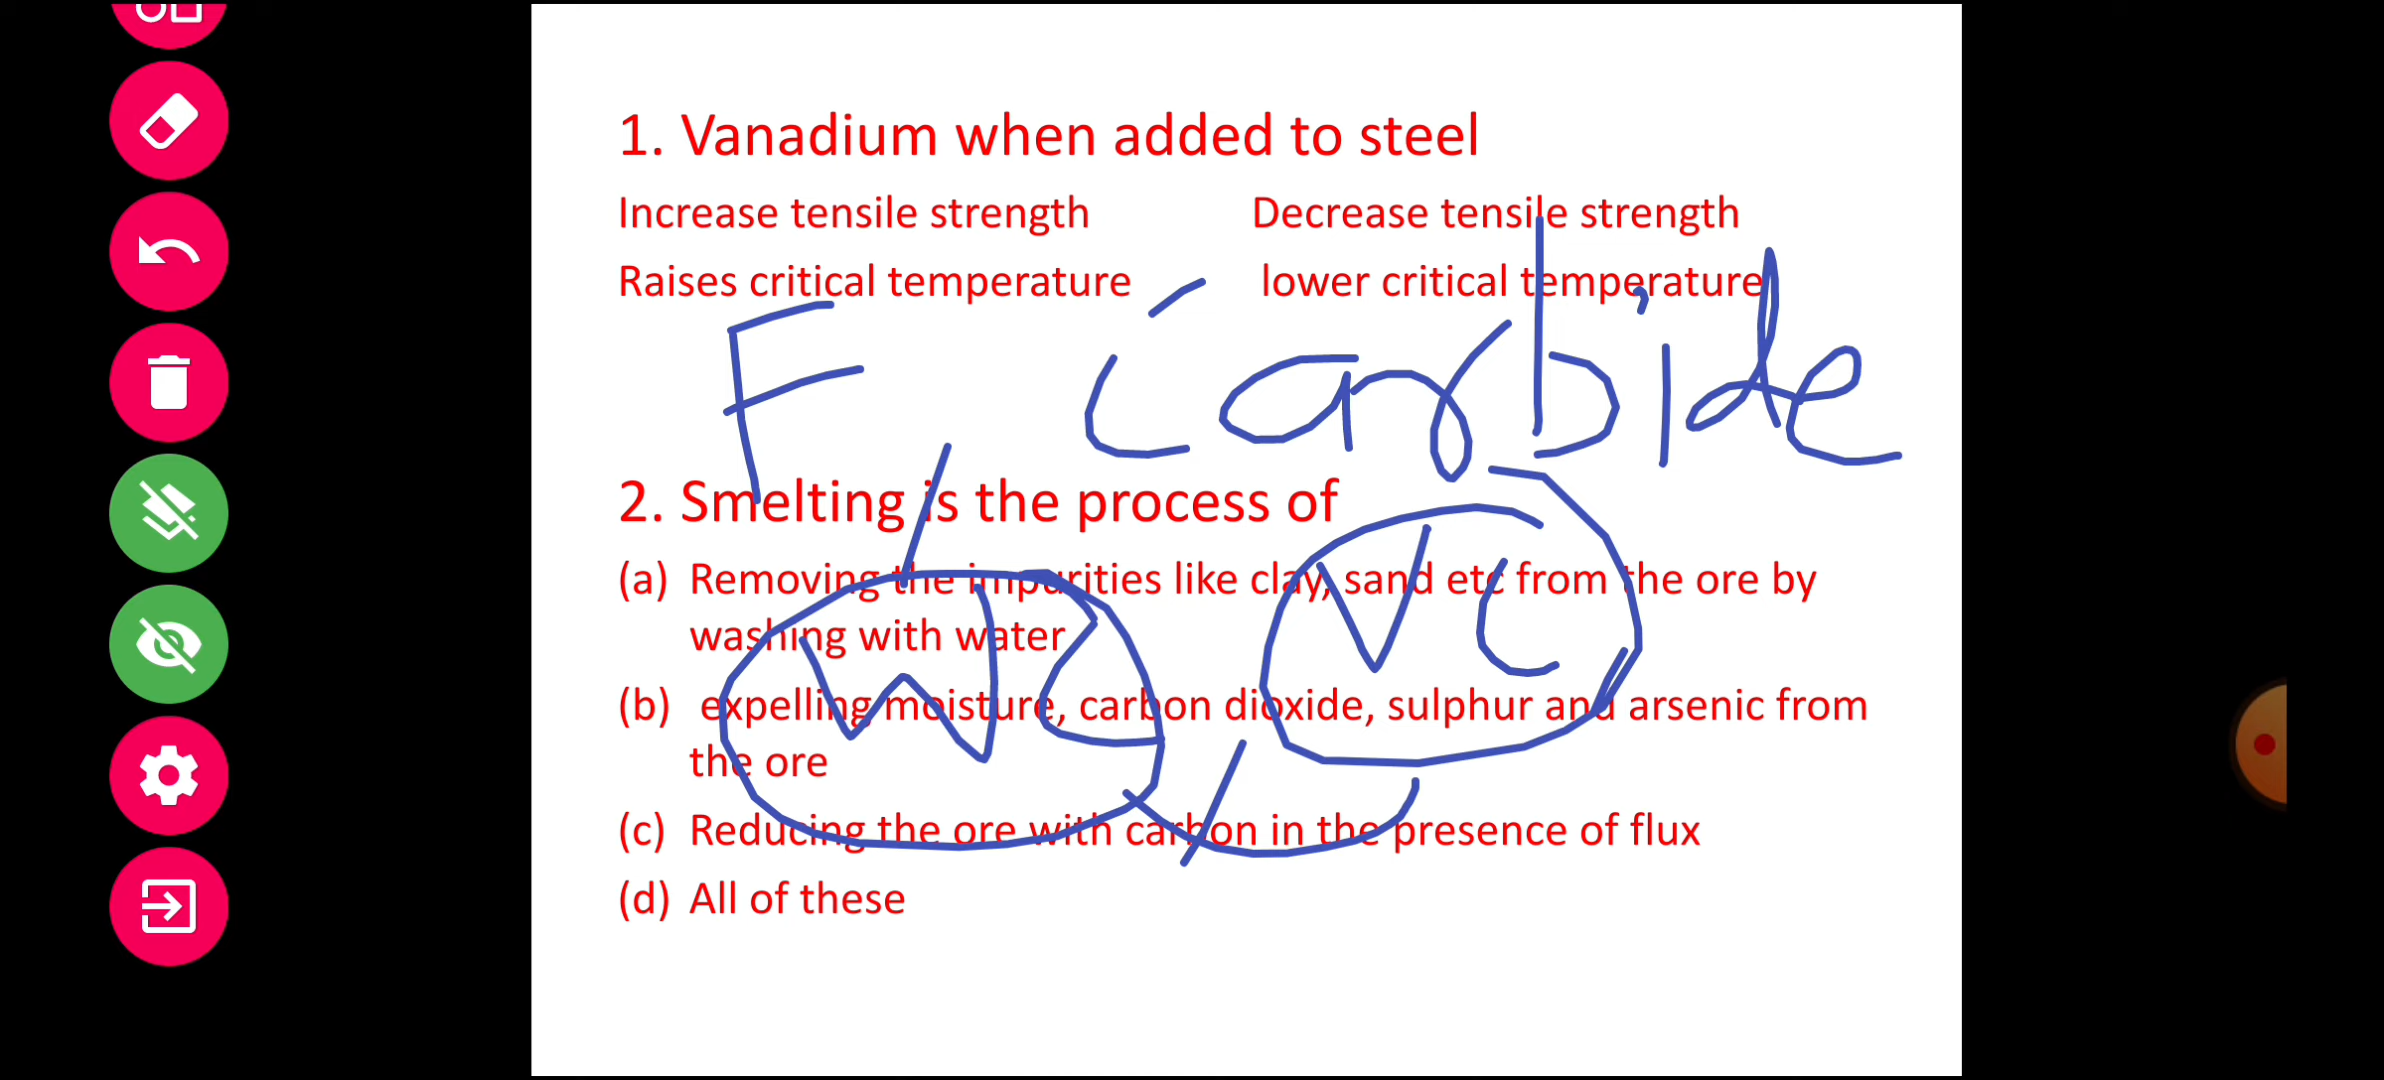 1. Vanadium when added to steel
Increase tensile strength Decrease tensile strength
Raises critical temperature lower critical temperature
F carbide
2. Smelting is the process of
(a) Removing the impurities like clay, sand etc from the ore by
washing with water
VC
(b) expelling moisture, carbon dioxide, sulphur and arsenic from
the ore
(c) Reducing the ore with carbon in the presence of flux
(d) All of these